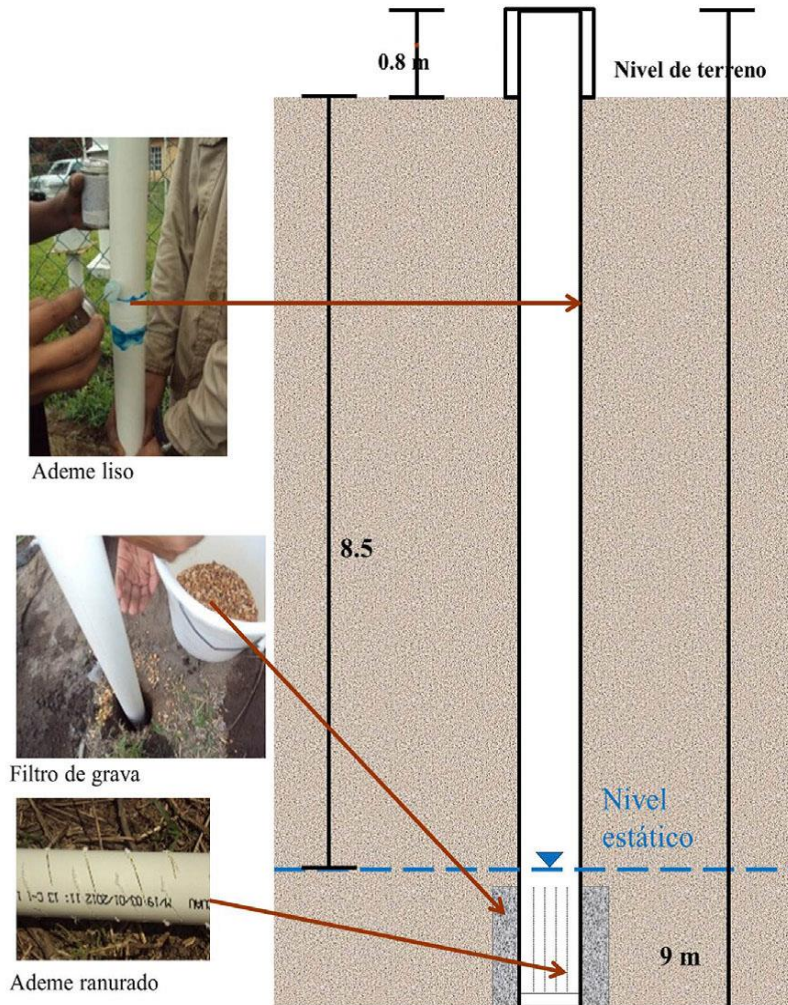 0.8 m
Nivel de terreno
Ademe liso
8.5
Filtro de grava
Nivel
estático
9 m
Ademe ranurado